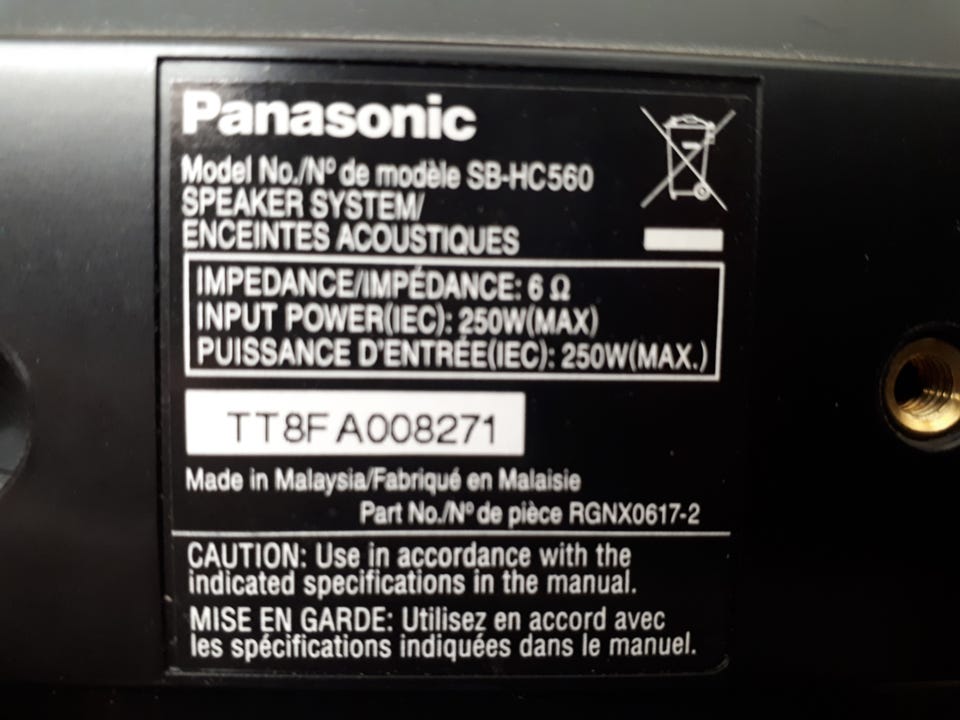 Panasonic
Model No./Nº de modèle SB-HC560
SPEAKER SYSTEM/
ENCEINTES ACOUSTIQUES
IMPEDANCE/IMPÉDANCE: 6 Ω
INPUT POWER(IEC): 250W(MAX)
PUISSANCE D'ENTRÉE(IEC): 250W(MAX.)
TT8FA008271
Made in Malaysia/Fabriqué en Malaisie
Part No./Nº de pièce RGNX0617-2
CAUTION: Use in accordance with the
indicated specifications in the manual.
MISE EN GARDE: Utilisez en accord avec
les spécifications indiquées dans le manuel.